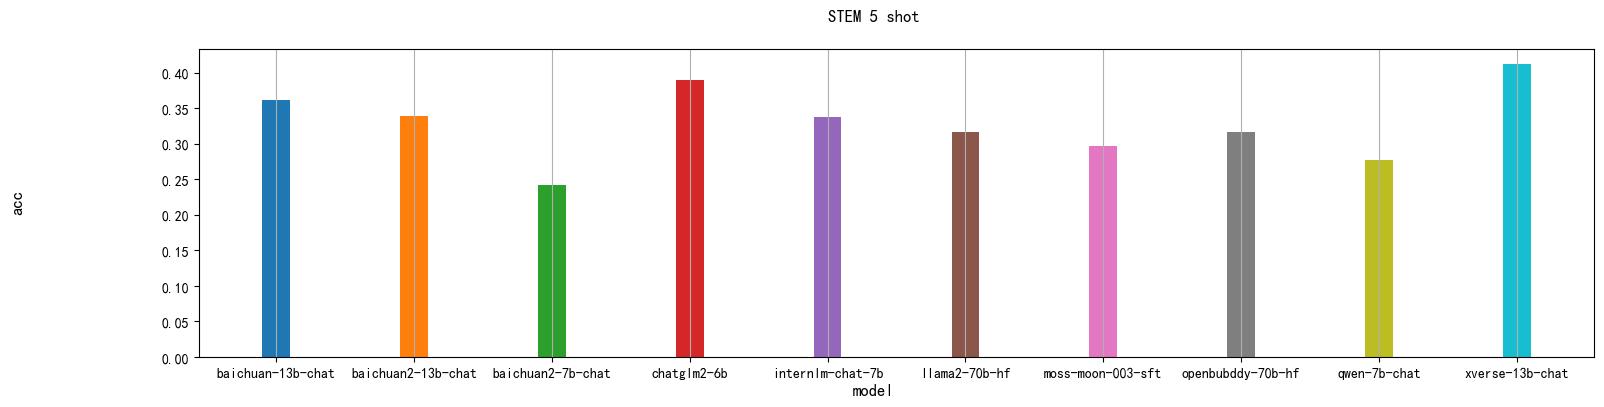 STEM 5 shot
acc
0.40
0.35
0.30
0.25
0.20
0.15
0.10
0.05
0.00
baichuan-13b-chat baichuan2-13b-chat baichuan2-7b-chat chatglm2-6b internlm-chat-7b llama2-70b-hf moss-moon-003-sft openbubddy-70b-hf qwen-7b-chat xverse-13b-chat
model